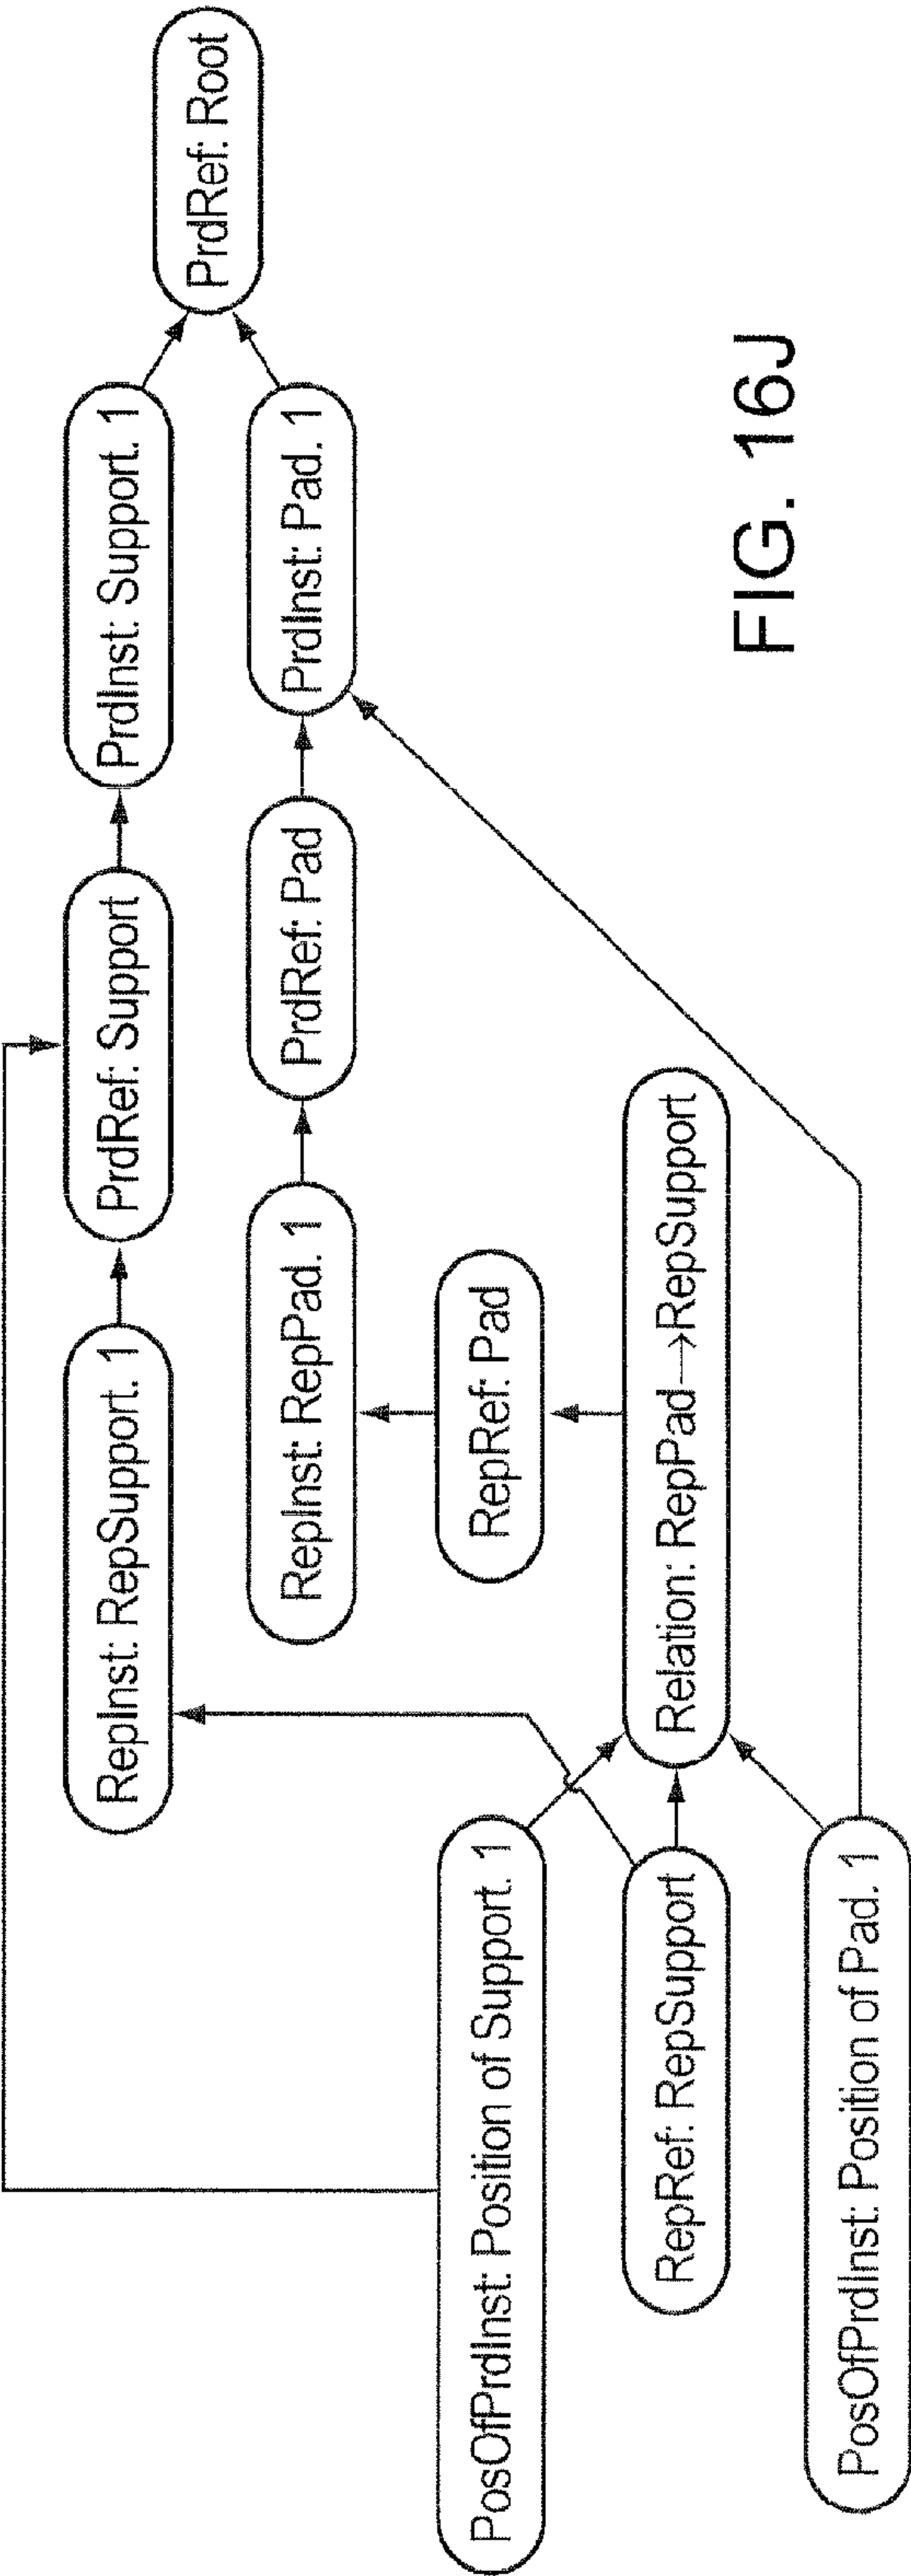 RepInst: RepSupport. 1
PrdRef: Support
PrdInst: Support. 1
PrdRef: Root
RepInst: RepPad. 1
PrdRef: Pad
PrdInst: Pad. 1
PosOfPrdInst: Position of Support. 1
RepRef: Pad
RepRef: RepSupport
Relation: RepPad→RepSupport
PosOfPrdInst: Position of Pad. 1
FIG. 16J